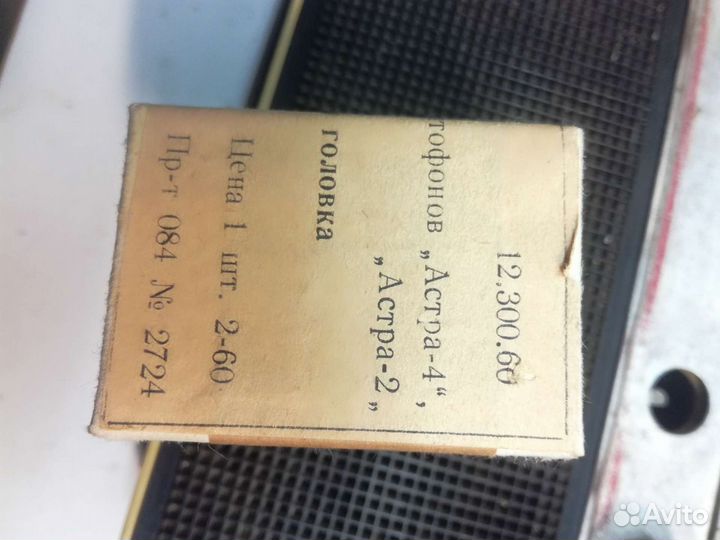 12,300.60
тофонов „Астра-4“,
„Астра-2„
головка
Цена 1 шт. 2-60
Пр-т 084 № 2724
Avito